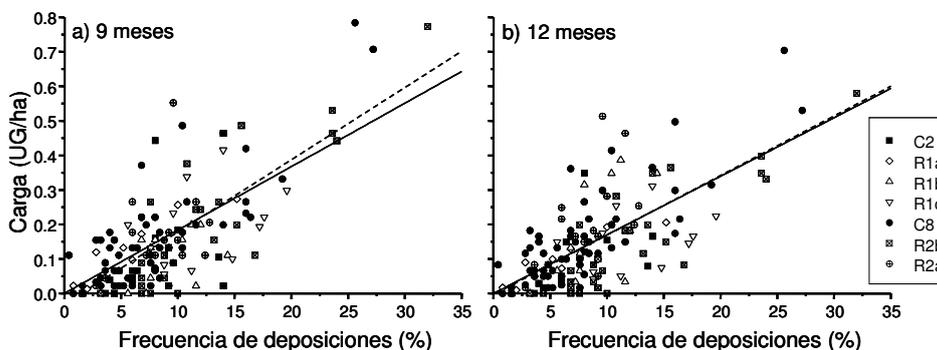 a) 9 meses
b) 12 meses
Carga (UG/ha)
0.8
0.7
0.6
0.5
0.4
0.3
0.2
0.1
0.0
0 5 10 15 20 25 30 35
0 5 10 15 20 25 30 35
Frecuencia de deposiciones (%)
Frecuencia de deposiciones (%)
C2
C8